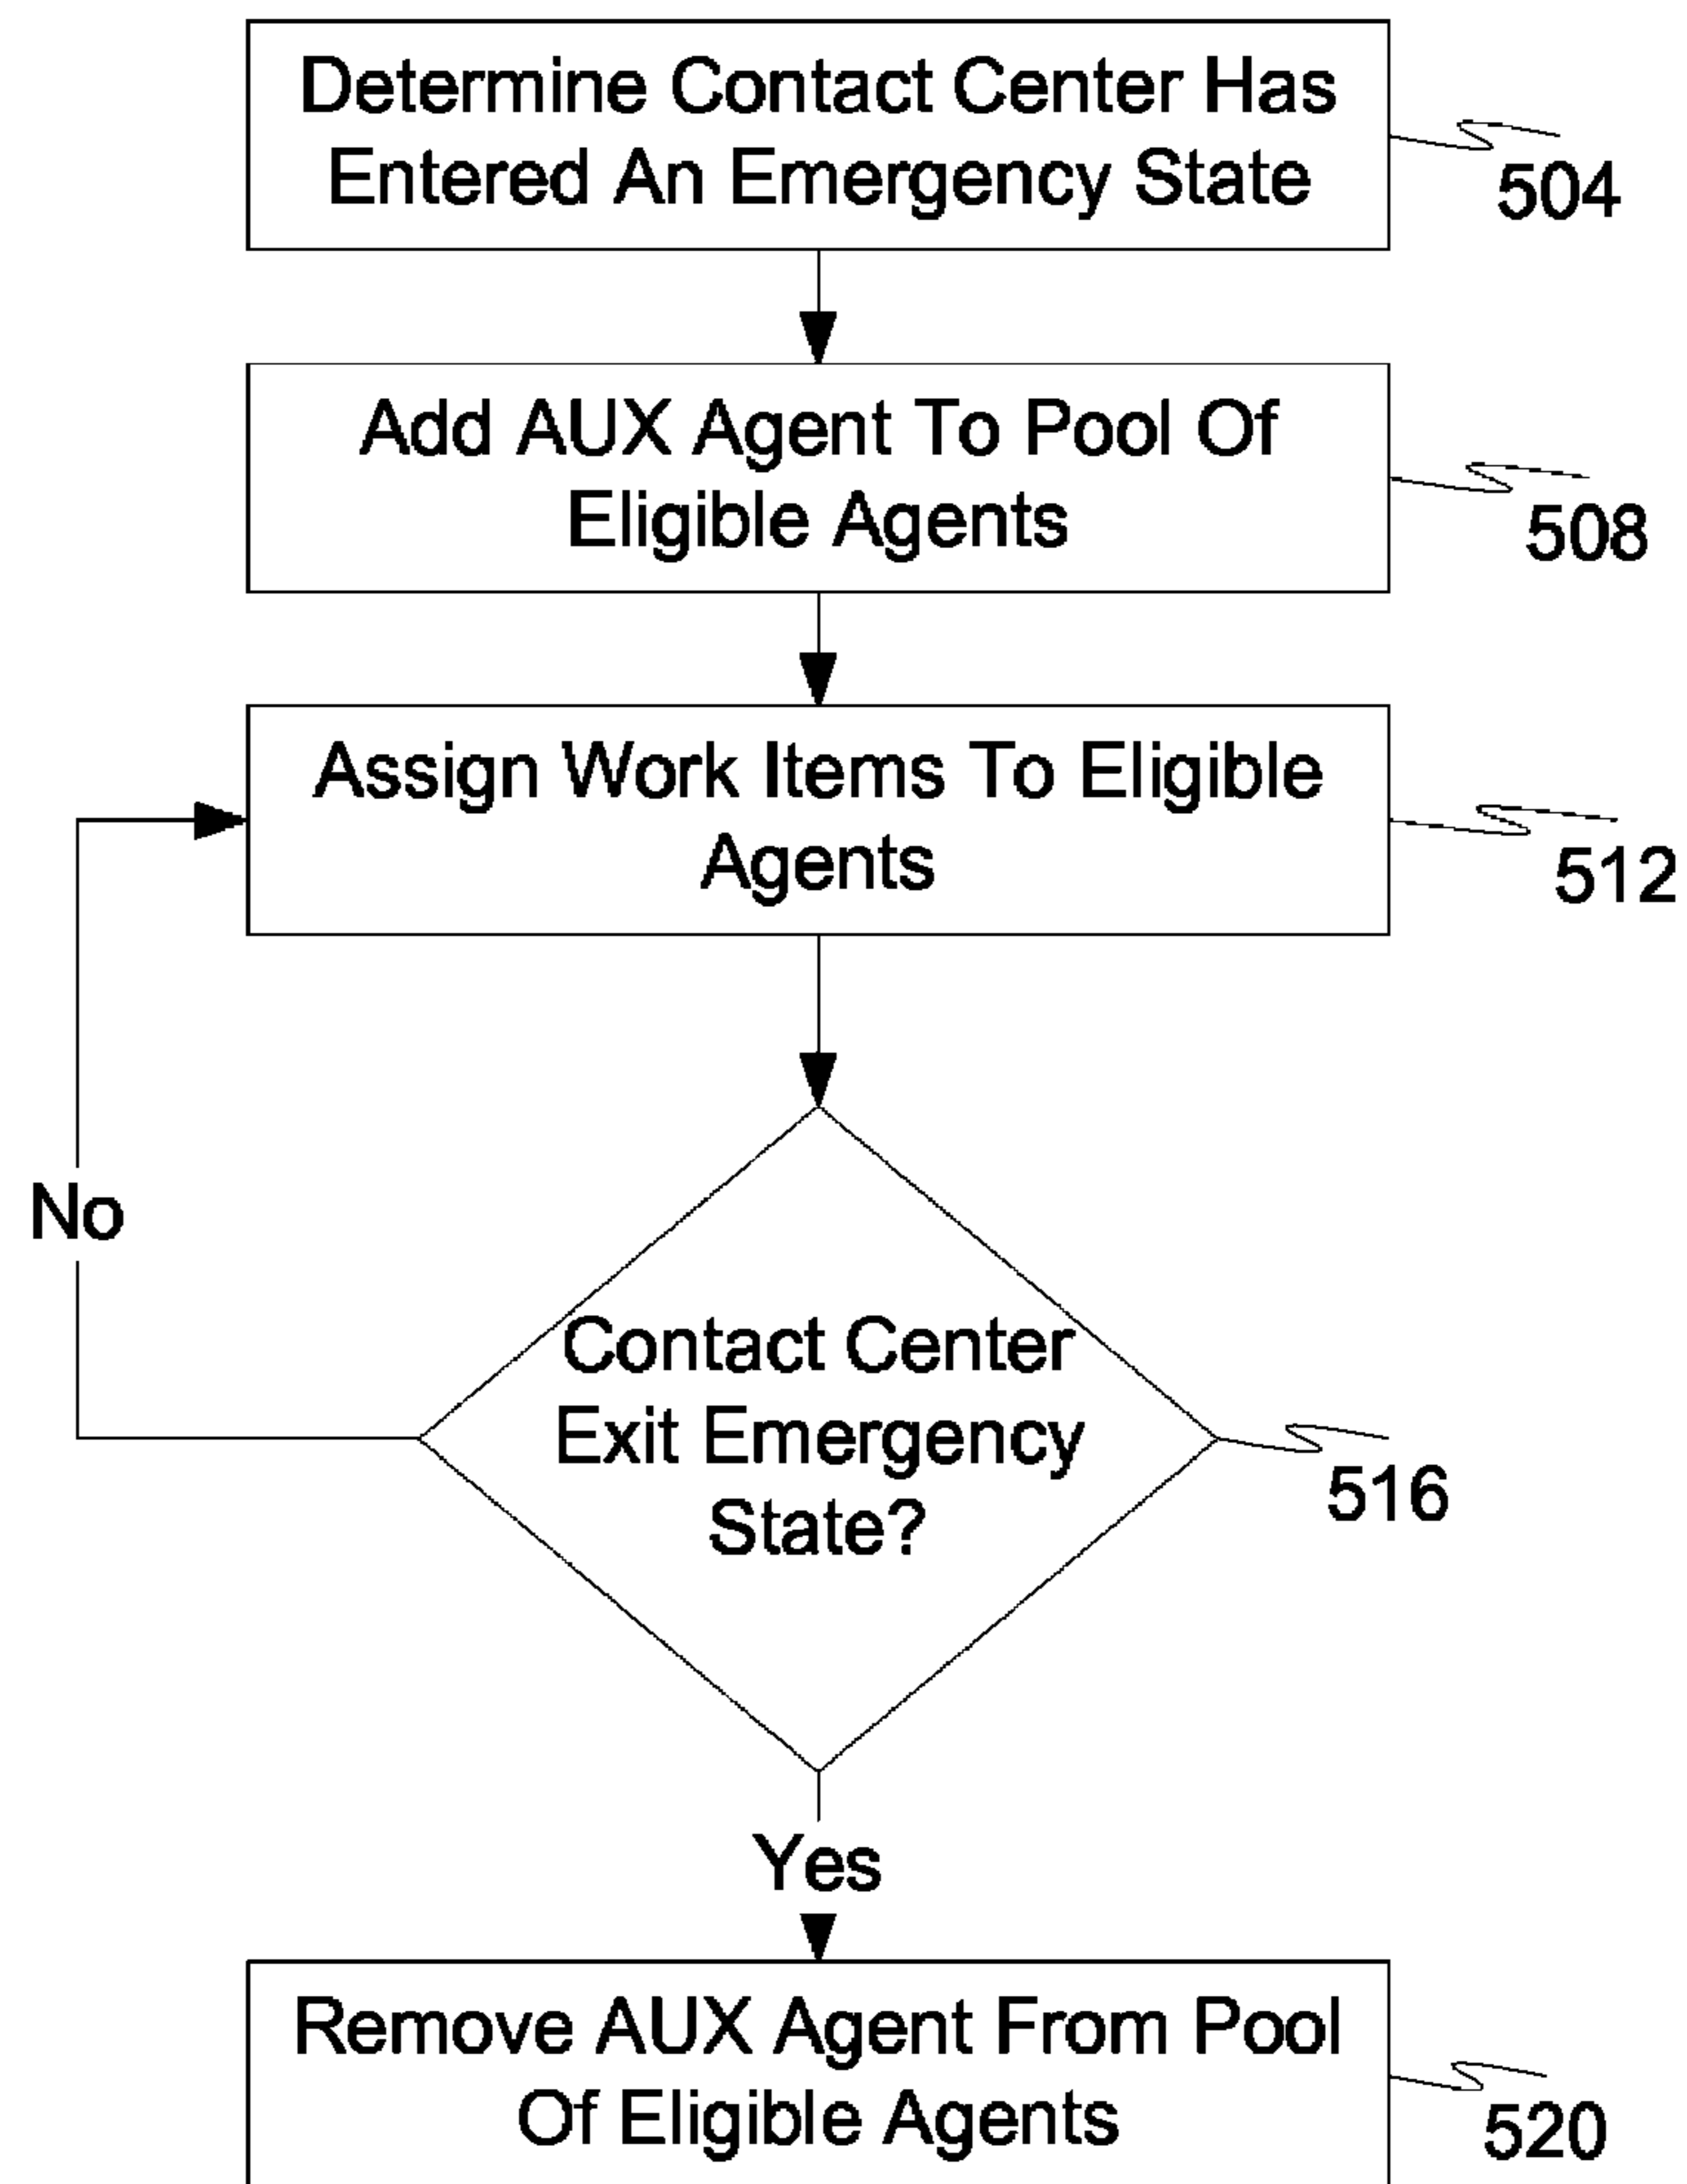 Determine Contact Center Has
Entered An Emergency State
504
Add AUX Agent To Pool Of
Eligible Agents
508
Assign Work Items To Eligible
Agents
512
No
Contact Center
Exit Emergency
State?
516
Yes
Remove AUX Agent From Pool
Of Eligible Agents
520